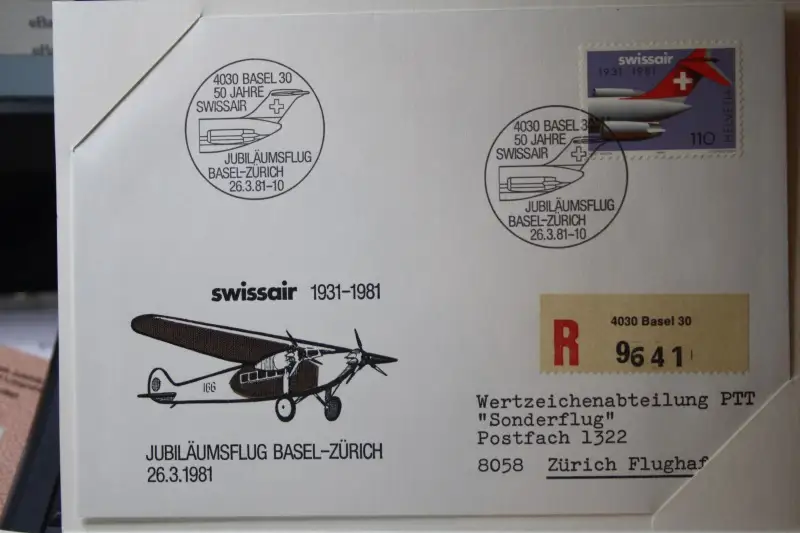 4030 BASEL 30
50 JAHRE
SWISSAIR
JUBILÄUMSFLUG
BASEL-ZÜRICH
26.3.81-10
swissair
1931 1981
HELVETIA
110
4030 BASEL 30
50 JAHRE
SWISSAIR
JUBILÄUMSFLUG
BASEL-ZÜRICH
26.3.81-10
swissair 1931-1981
166
JUBILÄUMSFLUG BASEL-ZÜRICH
26.3.1981
R
4030 Basel 30
9641
Wertzeichenabteilung PTT
"Sonderflug"
Postfach 1322
8058 Zürich Flughaf